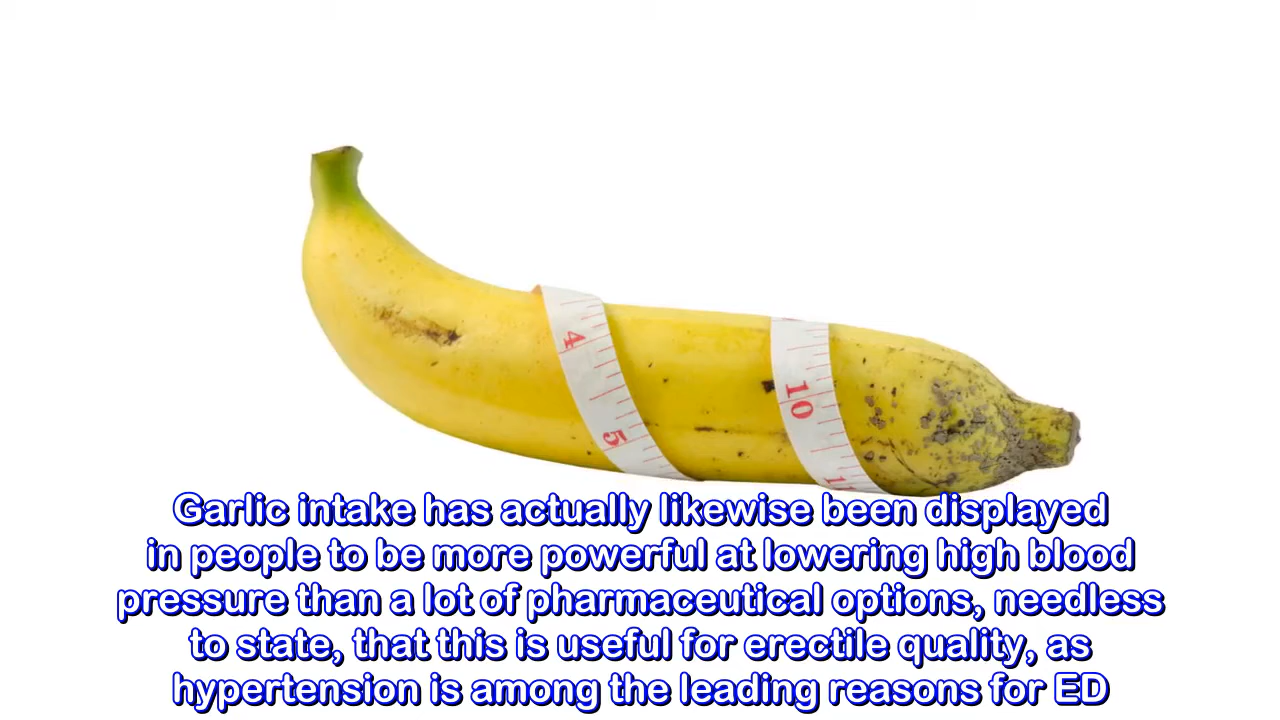 4
5
10
1
Garlic intake has actually likewise been displayed
in people to be more powerful at lowering high blood
pressure than a lot of pharmaceutical options, needless
to state, that this is useful for erectile quality, as
hypertension is among the leading reasons for ED